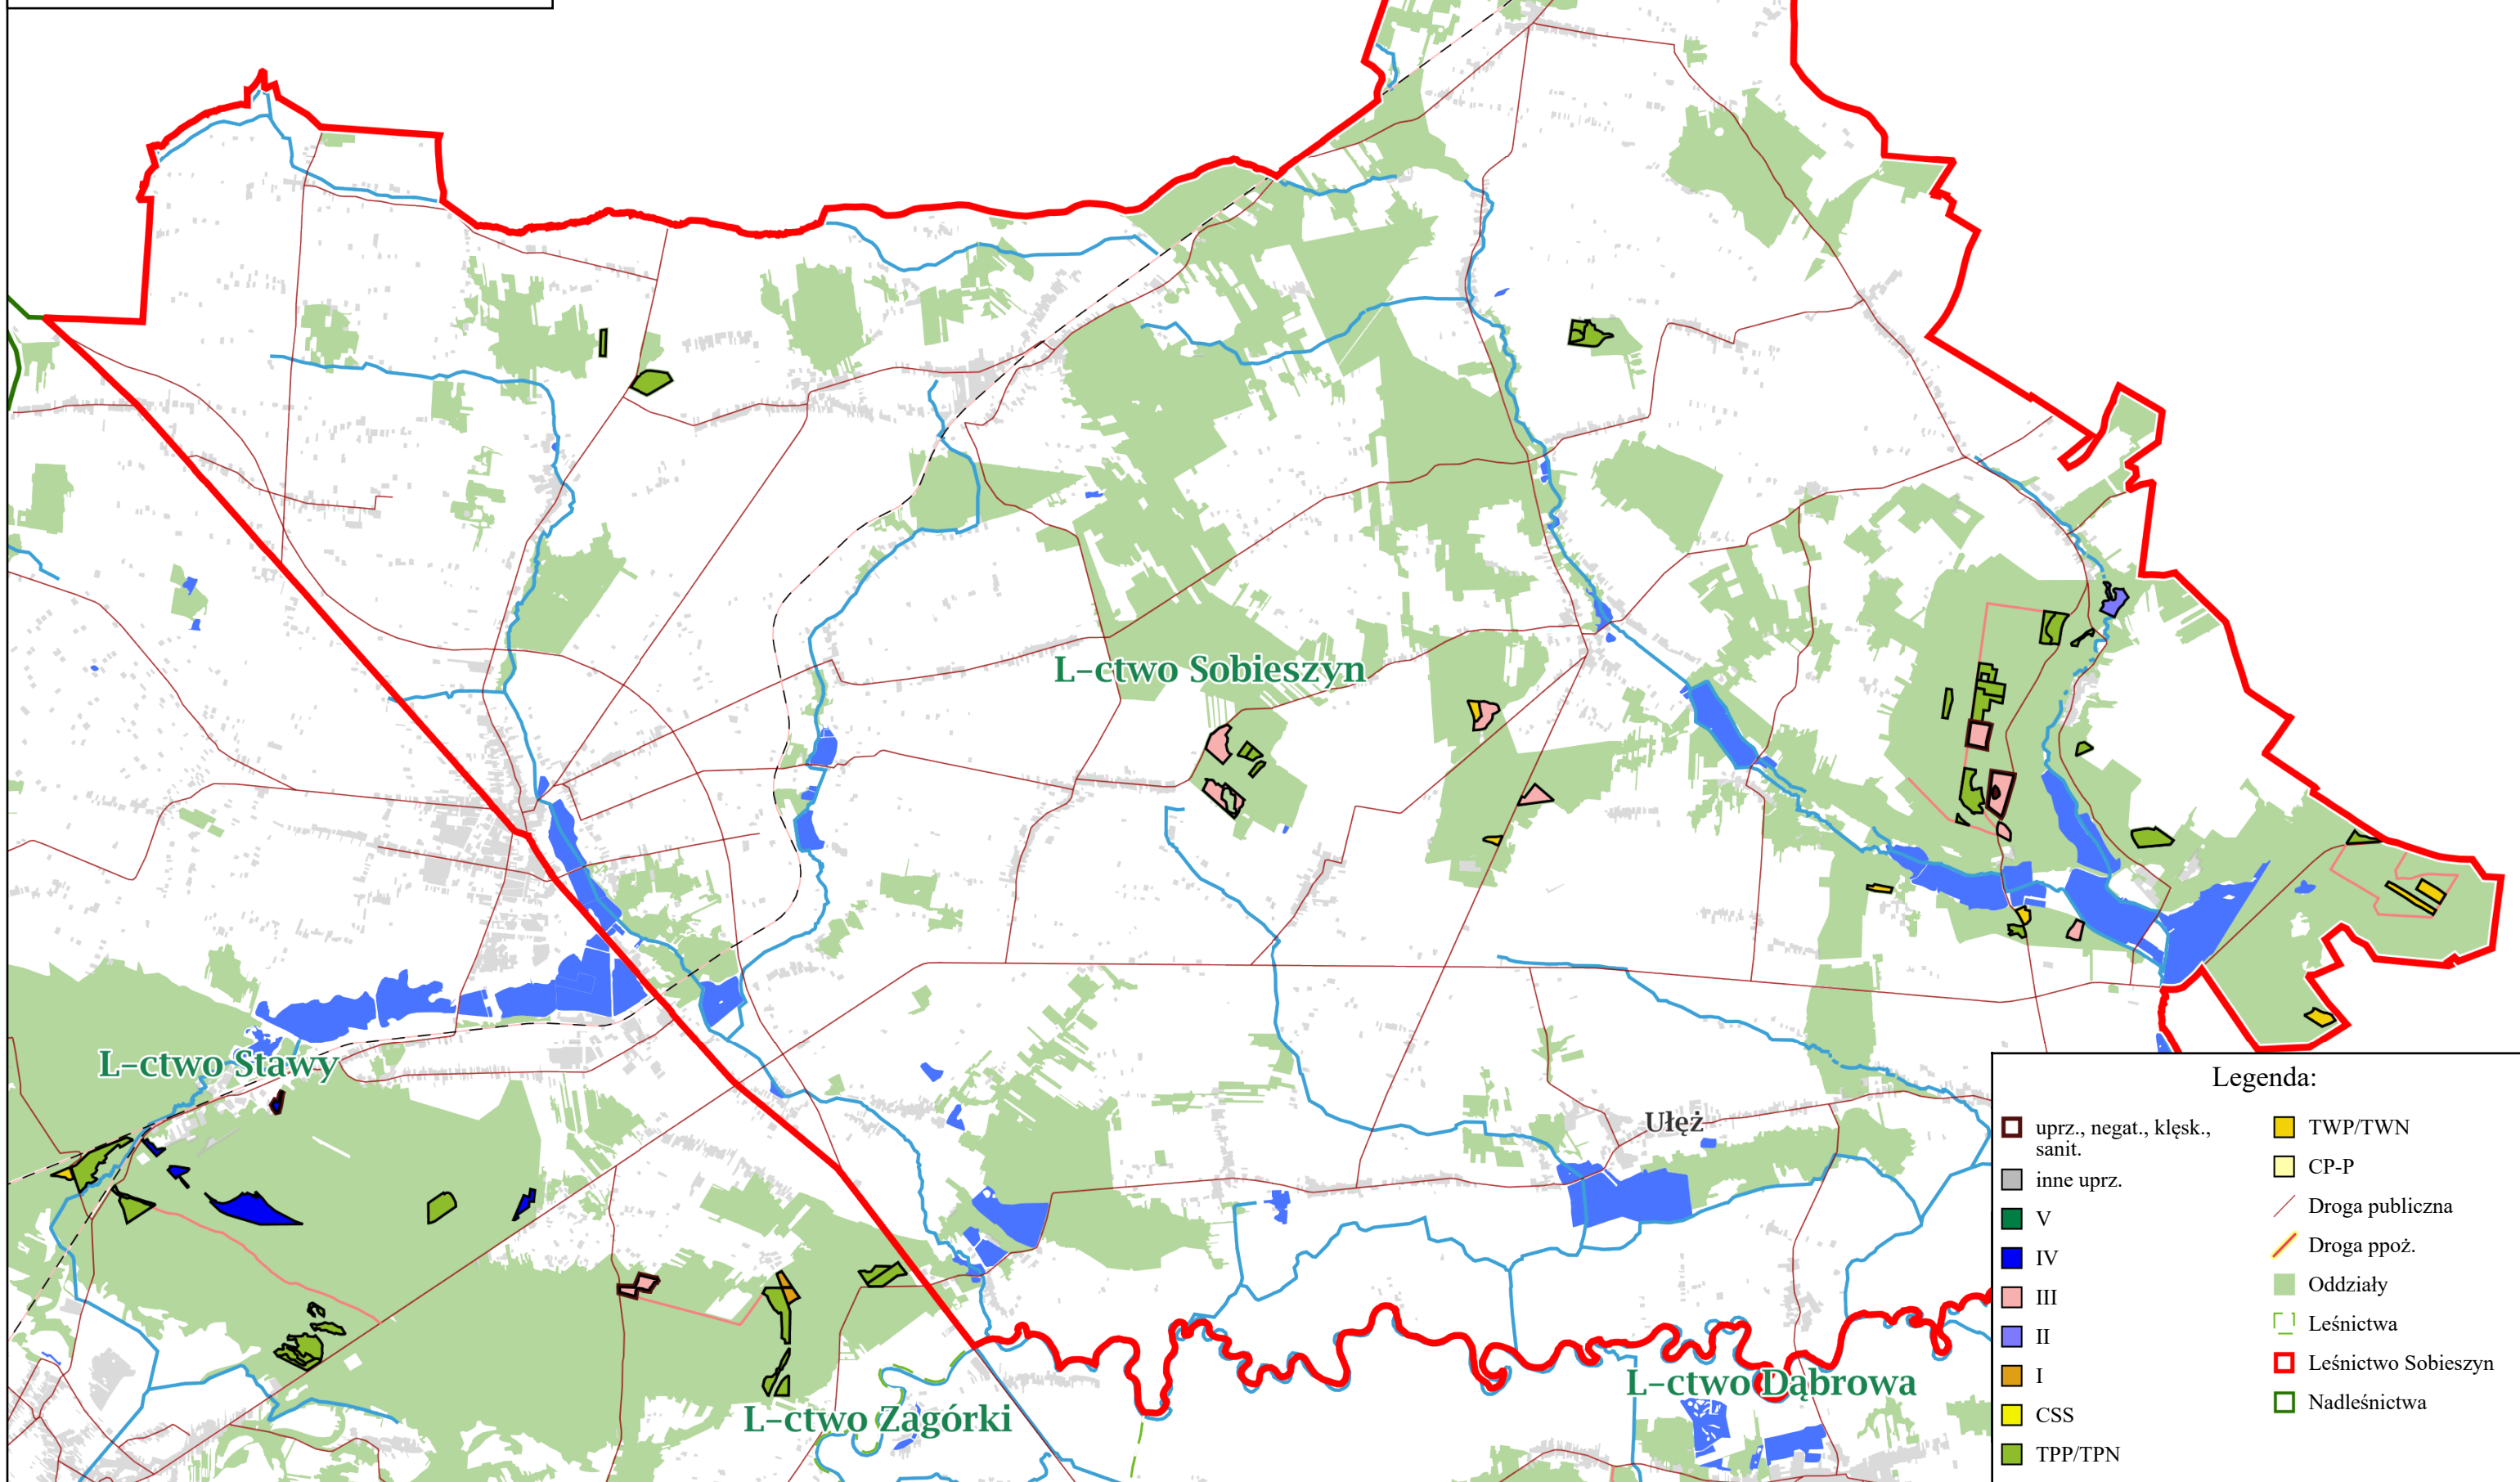 L–ctwo Sobieszyn
L–ctwo Stawy
Ułęż
L–ctwo Dąbrowa
L–ctwo Zagórki
Legenda:
uprz., negat., klęsk.,
sanit.
inne uprz.
V
IV
III
II
I
CSS
TPP/TPN
TWP/TWN
CP-P
Droga publiczna
Droga ppoż.
Oddziały
Leśnictwa
Leśnictwo Sobieszyn
Nadleśnictwa